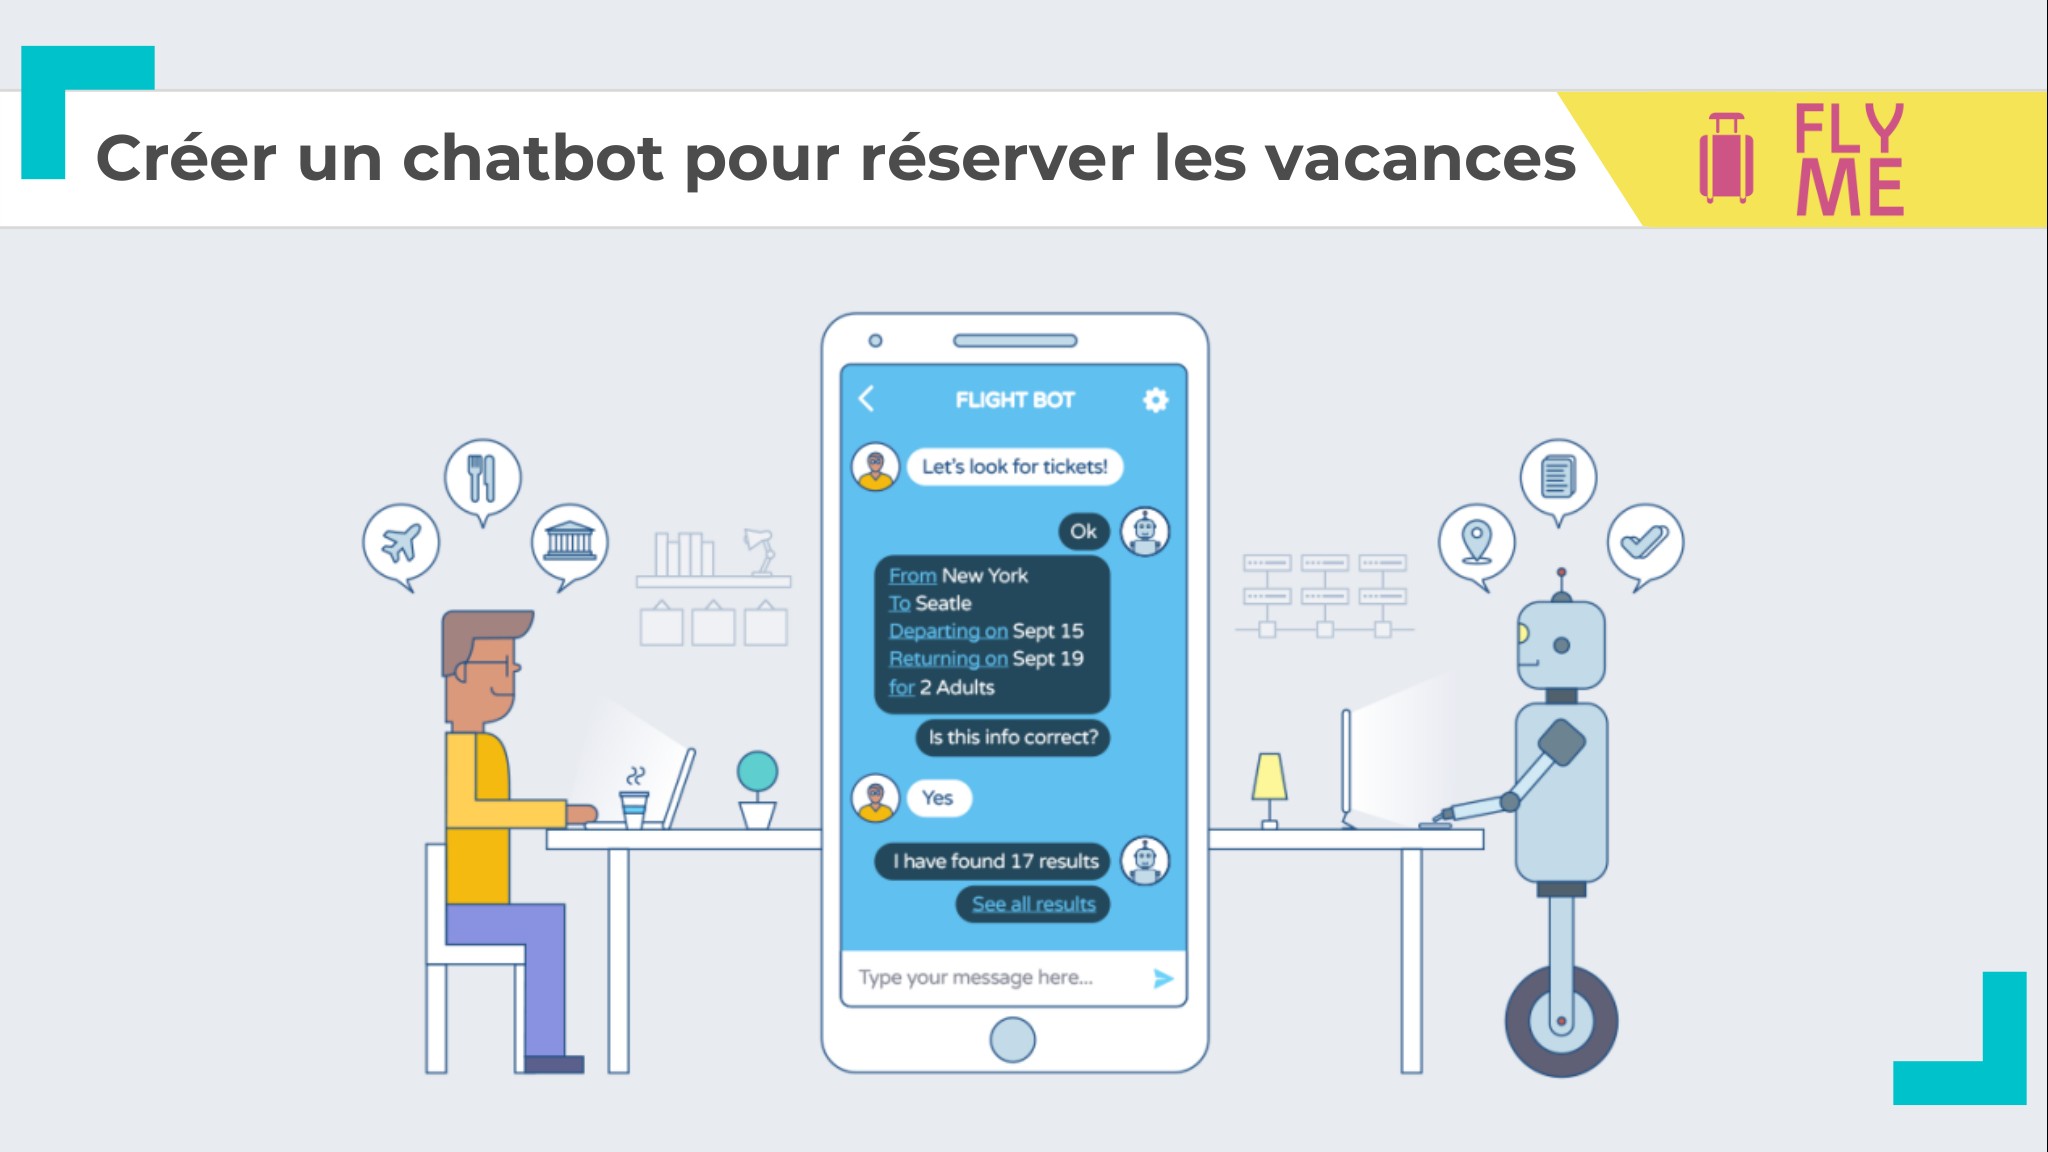 Créer un chatbot pour réserver les vacances
FLY
ME
FLIGHT BOT
Let's look for tickets!
Ok
From New York
To Seatle
Departing on Sept 15
Returning on Sept 19
for 2 Adults
Is this info correct?
Yes
I have found 17 results
See all results
Type your message here...